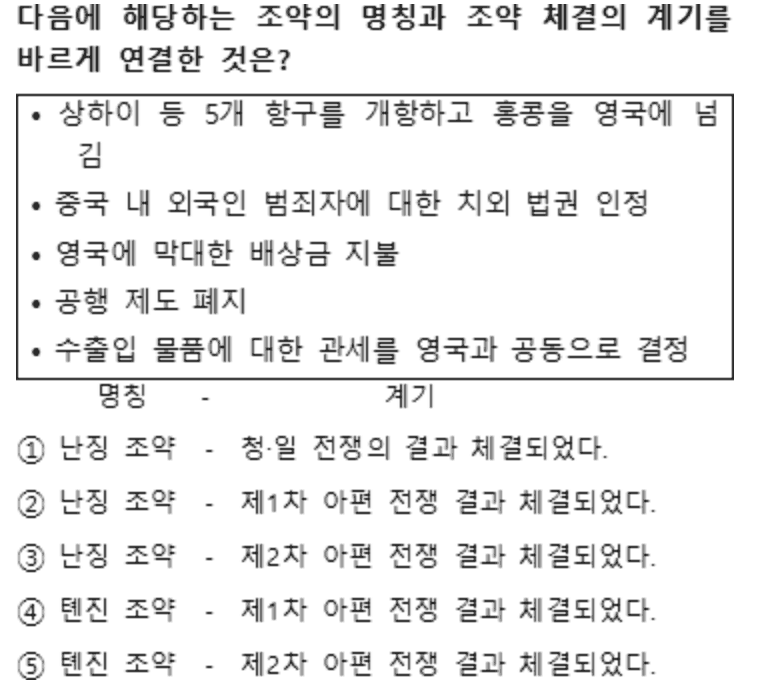 다음에 해당하는 조약의 명칭과 조약 체결의 계기를
바르게 연결한 것은?
• 상하이 등 5개 항구를 개항하고 홍콩을 영국에 넘
김
• 중국 내 외국인 범죄자에 대한 치외 법권 인정
• 영국에 막대한 배상금 지불
• 공행 제도 폐지
• 수출입 물품에 대한 관세를 영국과 공동으로 결정
명칭 - 계기
① 난징 조약 - 청·일 전쟁의 결과 체결되었다.
② 난징 조약 - 제1차 아편 전쟁 결과 체결되었다.
③ 난징 조약 - 제2차 아편 전쟁 결과 체결되었다.
④ 톈진 조약 - 제1차 아편 전쟁 결과 체결되었다.
⑤ 톈진 조약 - 제2차 아편 전쟁 결과 체결되었다.